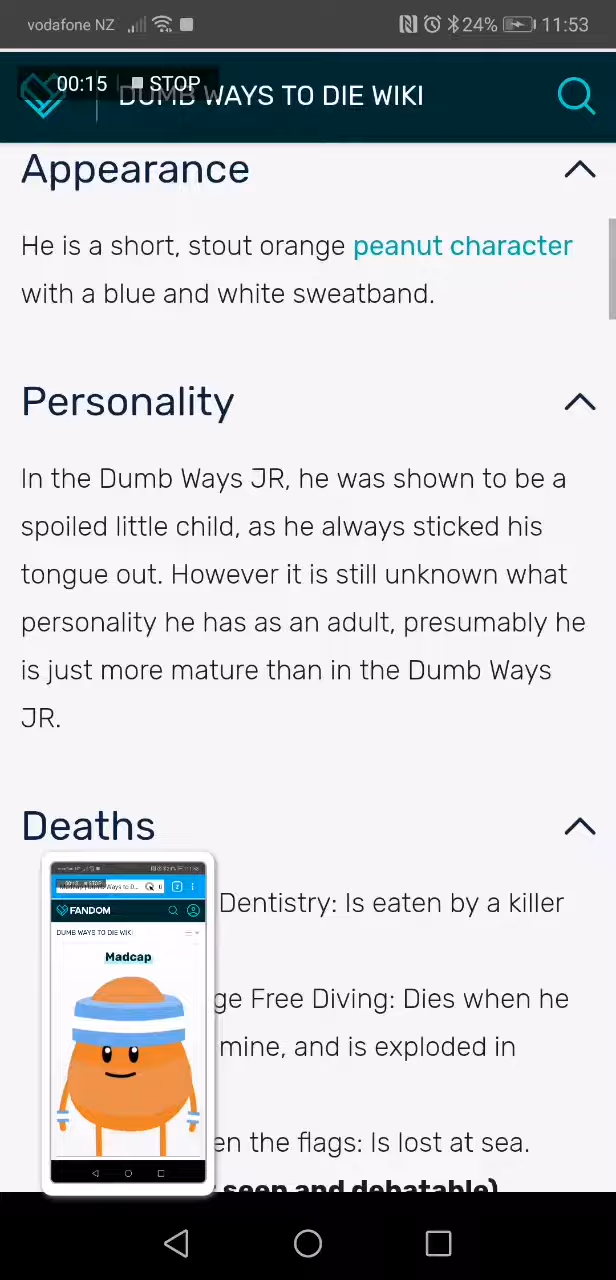 vodafone NZ 24% 11:53
00:15 STOP
DUMB WAYS TO DIE WIKI
Appearance
He is a short, stout orange peanut character
with a blue and white sweatband.
Personality
In the Dumb Ways JR, he was shown to be a
spoiled little child, as he always sticked his
tongue out. However it is still unknown what
personality he has as an adult, presumably he
is just more mature than in the Dumb Ways
JR.
Deaths
Dentistry: Is eaten by a killer
ge Free Diving: Dies when he
mine, and is exploded in
en the flags: Is lost at sea.
seen and debatable)
FANDOM
DUMB WAYS TO DIE WIKI
Madcap